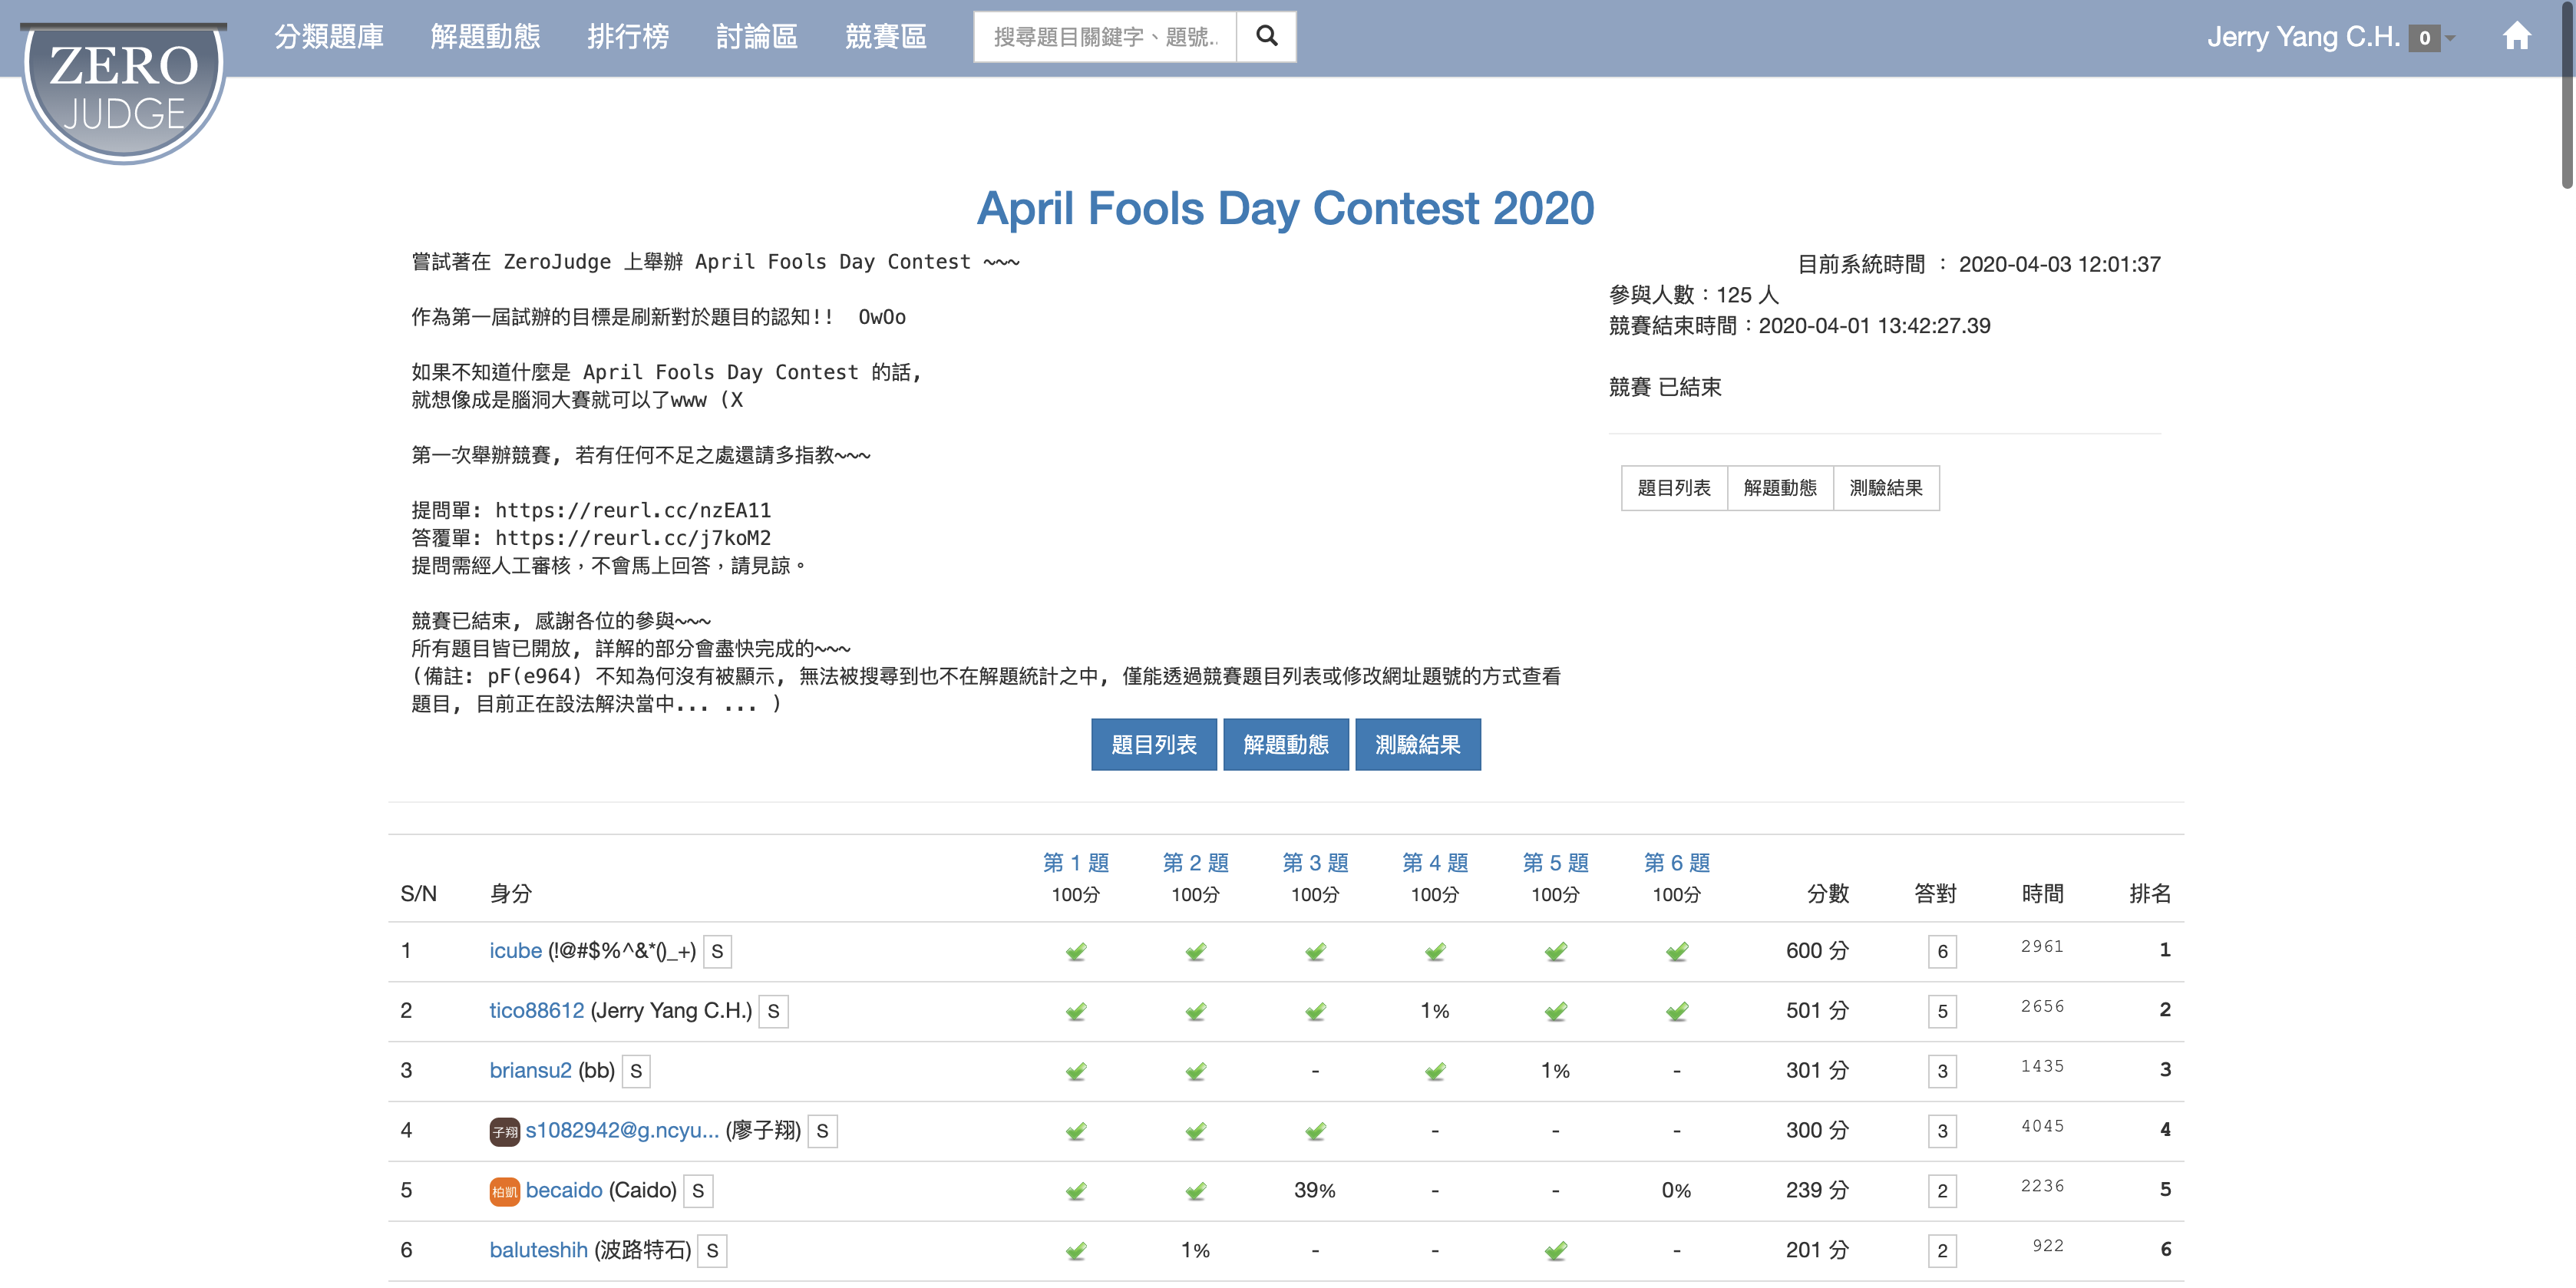 ZERO
JUDGE
分類題庫 解題動態 排行榜 討論區 競賽區 搜尋題目關鍵字、題號.. Jerry Yang C.H. 0
April Fools Day Contest 2020
嘗試著在 ZeroJudge 上舉辦 April Fools Day Contest ~~~
作為第一屆試辦的目標是刷新對於題目的認知!! OwOo
如果不知道什麼是 April Fools Day Contest 的話,
就想像成是腦洞大賽就可以了www (X
第一次舉辦競賽, 若有任何不足之處還請多指教~~~
提問單: https://reurl.cc/nzEA11
答覆單: https://reurl.cc/j7koM2
提問需經人工審核，不會馬上回答，請見諒。
競賽已結束, 感謝各位的參與~~~
所有題目皆已開放, 詳解的部分會盡快完成的~~~
(備註: pF(e964) 不知為何沒有被顯示, 無法被搜尋到也不在解題統計之中, 僅能透過競賽題目列表或修改網址題號的方式查看
題目, 目前正在設法解決當中... ... )
目前系統時間 ： 2020-04-03 12:01:37
參與人數：125 人
競賽結束時間：2020-04-01 13:42:27.39
競賽 已結束
題目列表 解題動態 測驗結果
題目列表 解題動態 測驗結果
第 1 題 第 2 題 第 3 題 第 4 題 第 5 題 第 6 題
S/N 身分 100分 100分 100分 100分 100分 100分 分數 答對 時間 排名
1 icube (!@#$%^&*()_+) S 600 分 6 2961 1
2 tico88612 (Jerry Yang C.H.) S 1% 501 分 5 2656 2
3 briansu2 (bb) S - 1% - 301 分 3 1435 3
4 子翔 s1082942@g.ncyu... (廖子翔) S - - - 300 分 3 4045 4
5 柏凱 becaido (Caido) S 39% - - 0% 239 分 2 2236 5
6 baluteshih (波路特石) S 1% - - - 201 分 2 922 6